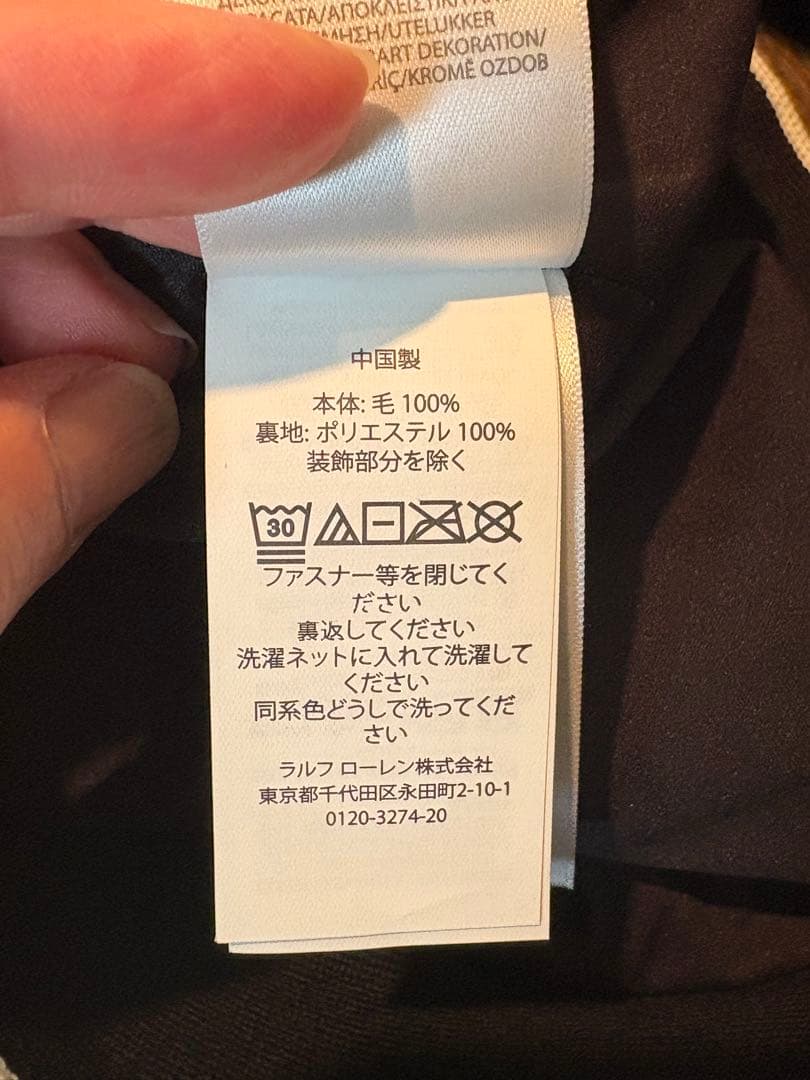 ΡΑCΑTA/ΑΠΟΚΛΕΙΣΤΙΚΗ
ΜΗΣΗ/UTELUKKER
ART DEKORATION/
RİÇ/KROMĚ OZDOB
中国製
本体: 毛 100%
裏地: ポリエステル 100%
装飾部分を除く
30
ファスナー等を閉じてく
ださい
裏返してください
洗濯ネットに入れて洗濯して
ください
同系色どうしで洗ってくだ
さい
ラルフ ローレン株式会社
東京都千代田区永田町2-10-1
0120-3274-20